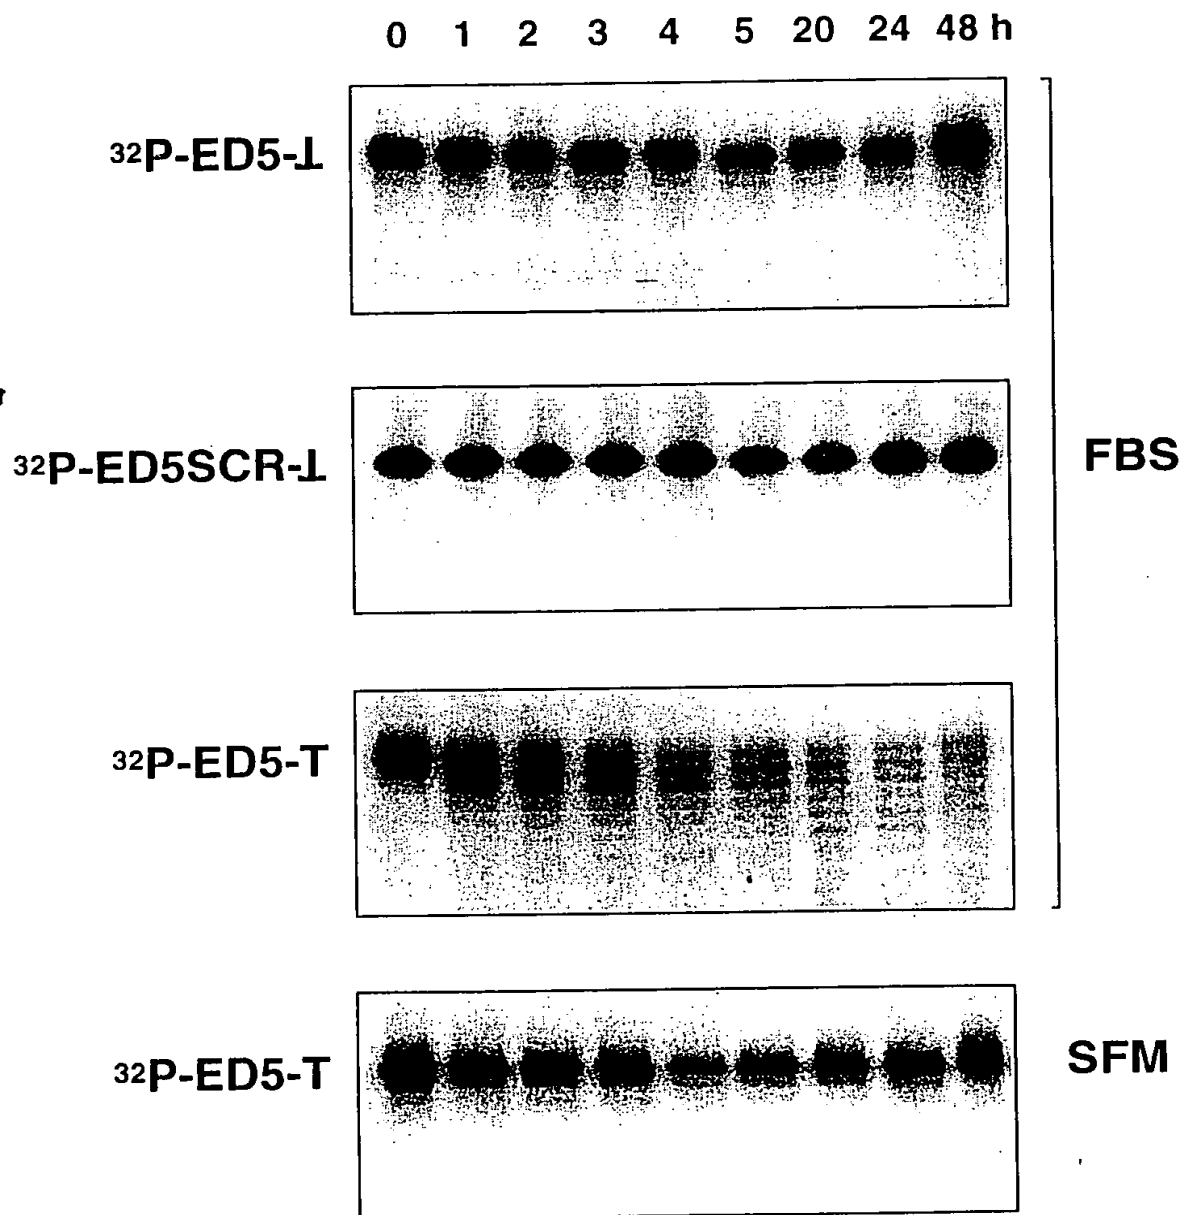 0 1 2 3 4 5 20 24 48 h
³²P-ED5-⊥
³²P-ED5SCR-⊥
FBS
³²P-ED5-T
³²P-ED5-T
SFM